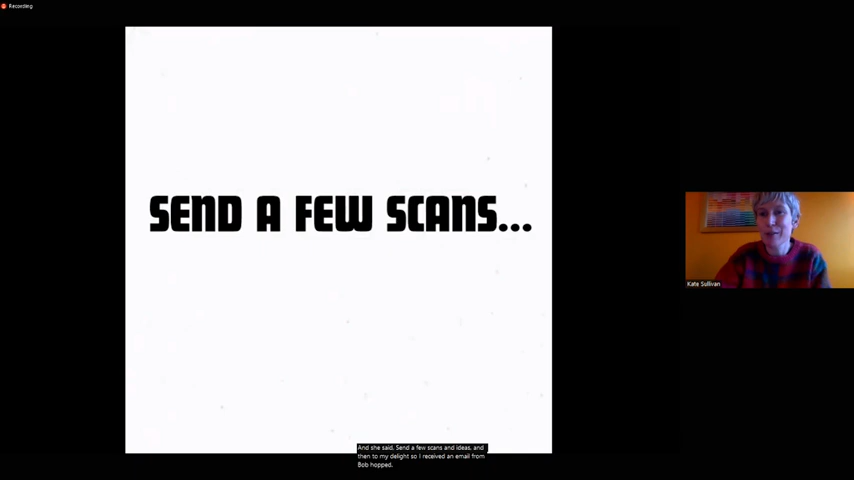 Recording
SEND A FEW SCANS...
Kate Sullivan
And she said, Send a few scans and ideas, and
then to my delight so I received an email from
Bob hopped.